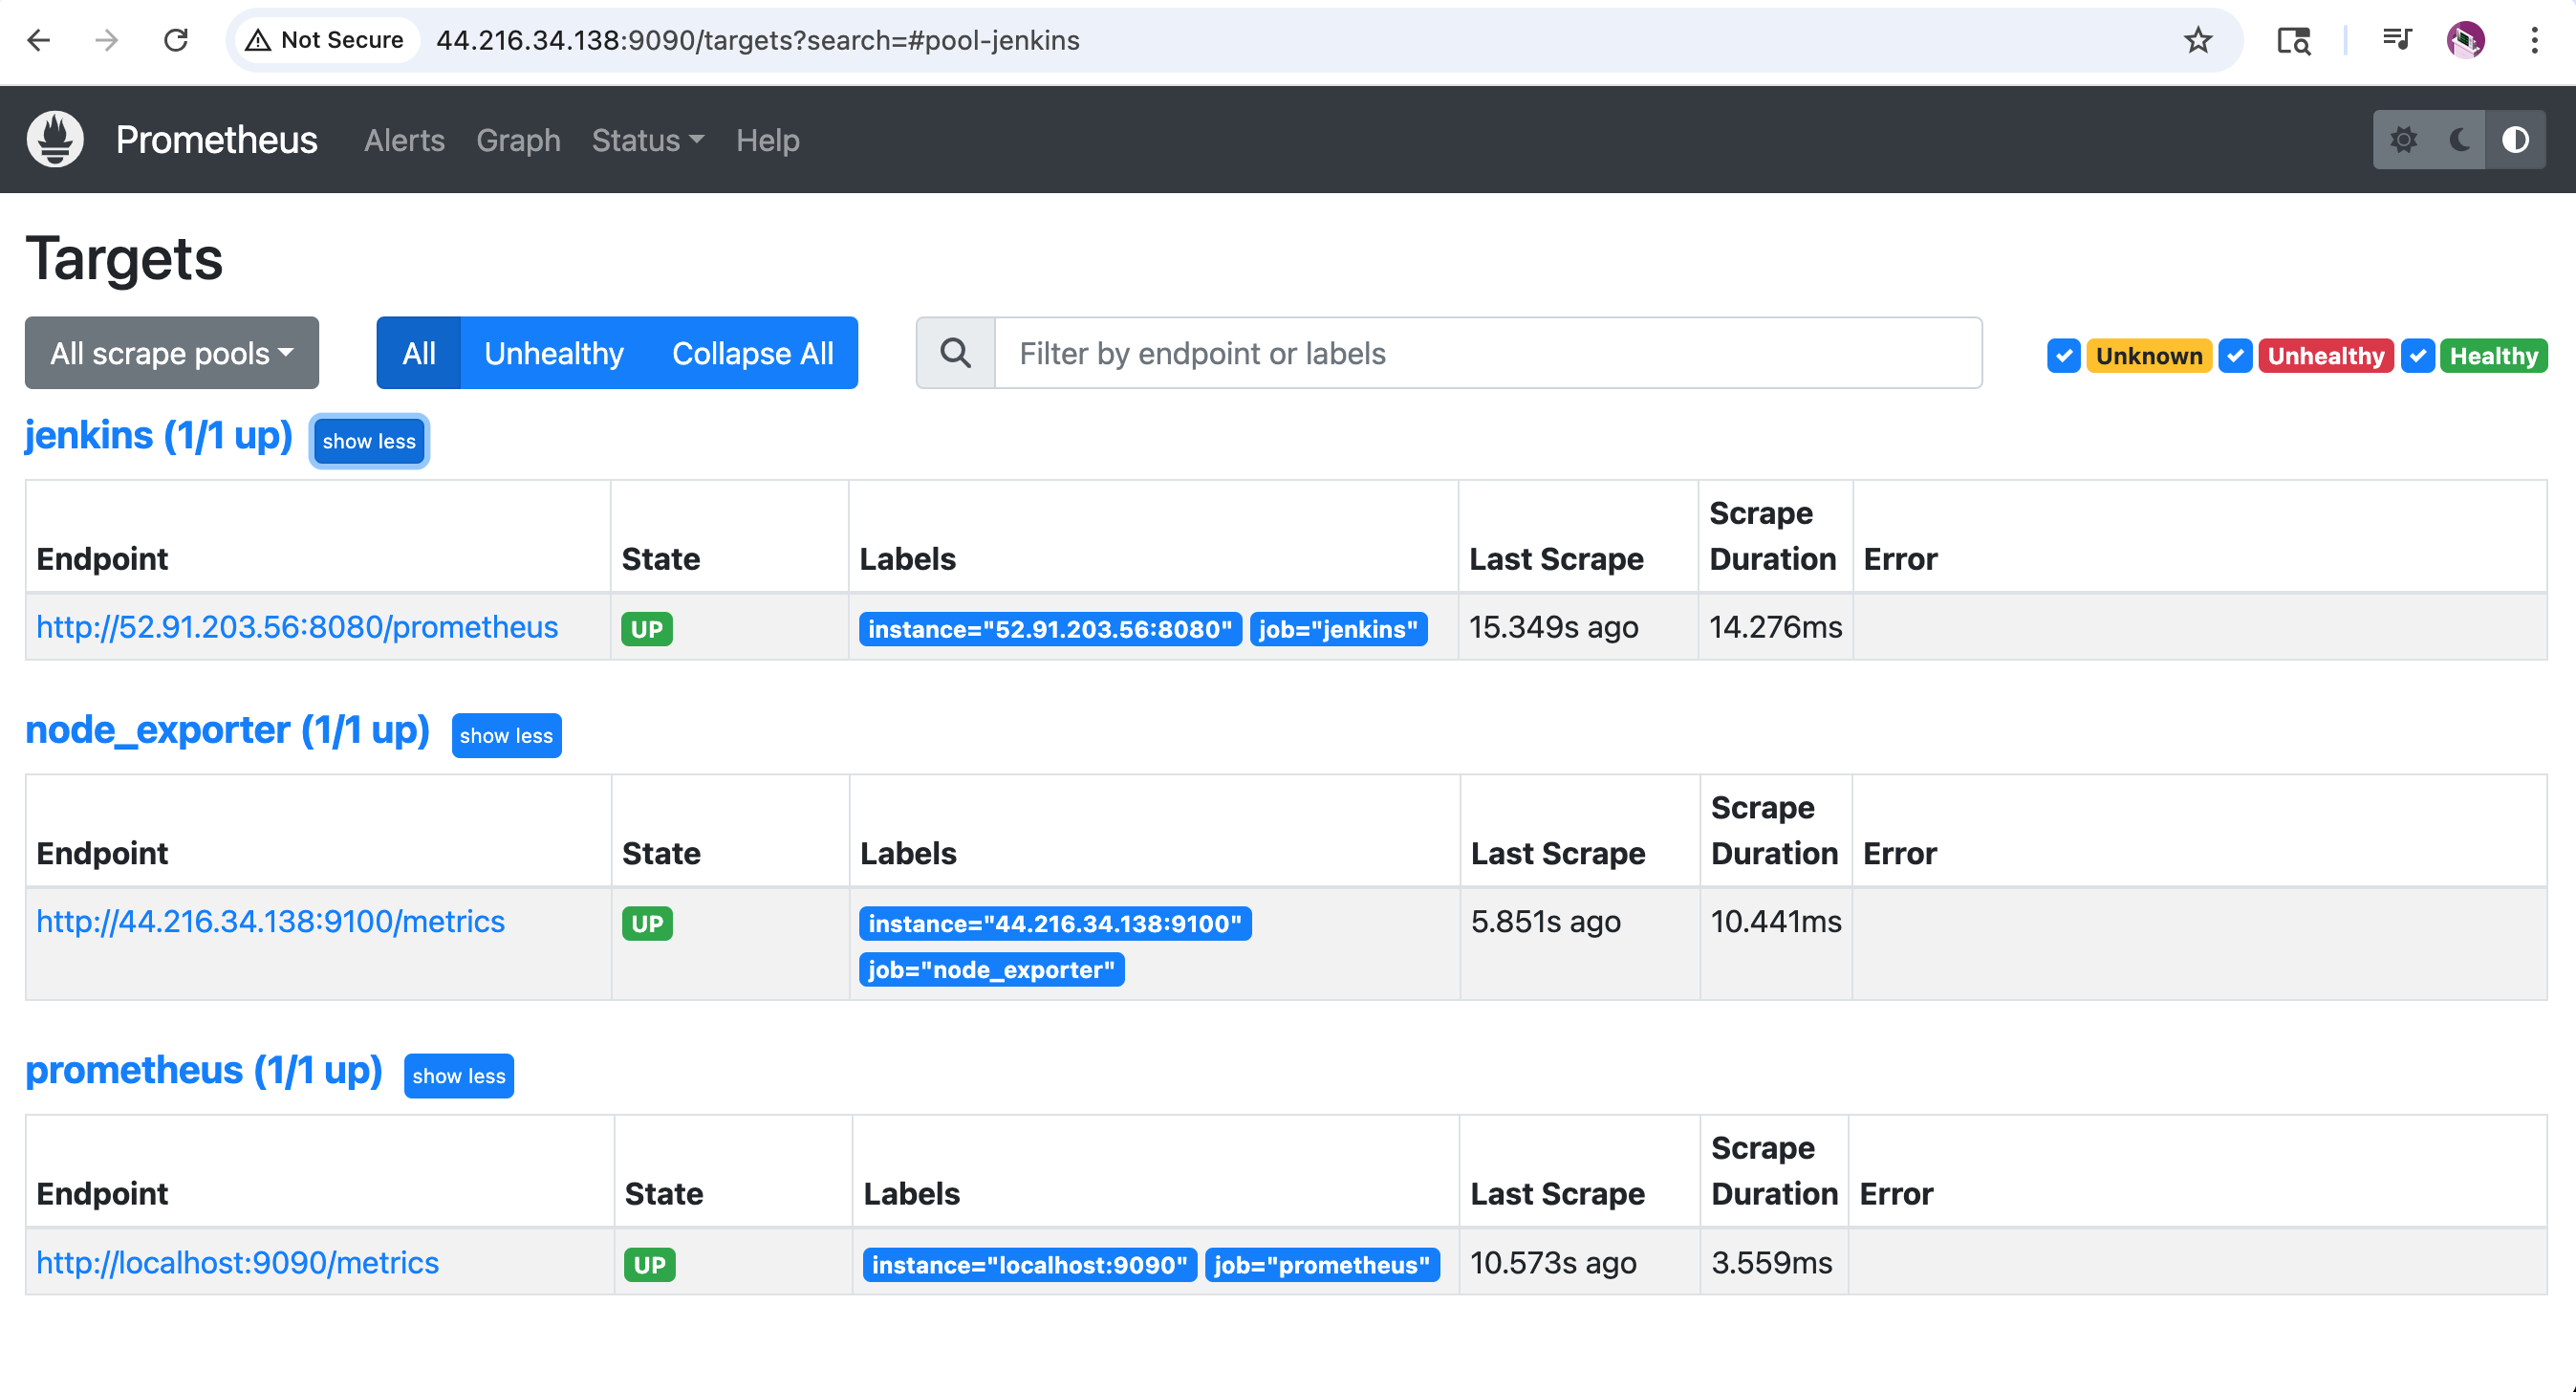 Not Secure 44.216.34.138:9090/targets?search=#pool-jenkins
Prometheus Alerts Graph Status Help
Targets
All scrape pools All Unhealthy Collapse All Filter by endpoint or labels Unknown Unhealthy Healthy
jenkins (1/1 up) show less
Endpoint State Labels Last Scrape Scrape Duration Error
http://52.91.203.56:8080/prometheus UP instance="52.91.203.56:8080" job="jenkins" 15.349s ago 14.276ms
node_exporter (1/1 up) show less
Endpoint State Labels Last Scrape Scrape Duration Error
http://44.216.34.138:9100/metrics UP instance="44.216.34.138:9100" 5.851s ago 10.441ms
job="node_exporter"
prometheus (1/1 up) show less
Endpoint State Labels Last Scrape Scrape Duration Error
http://localhost:9090/metrics UP instance="localhost:9090" job="prometheus" 10.573s ago 3.559ms